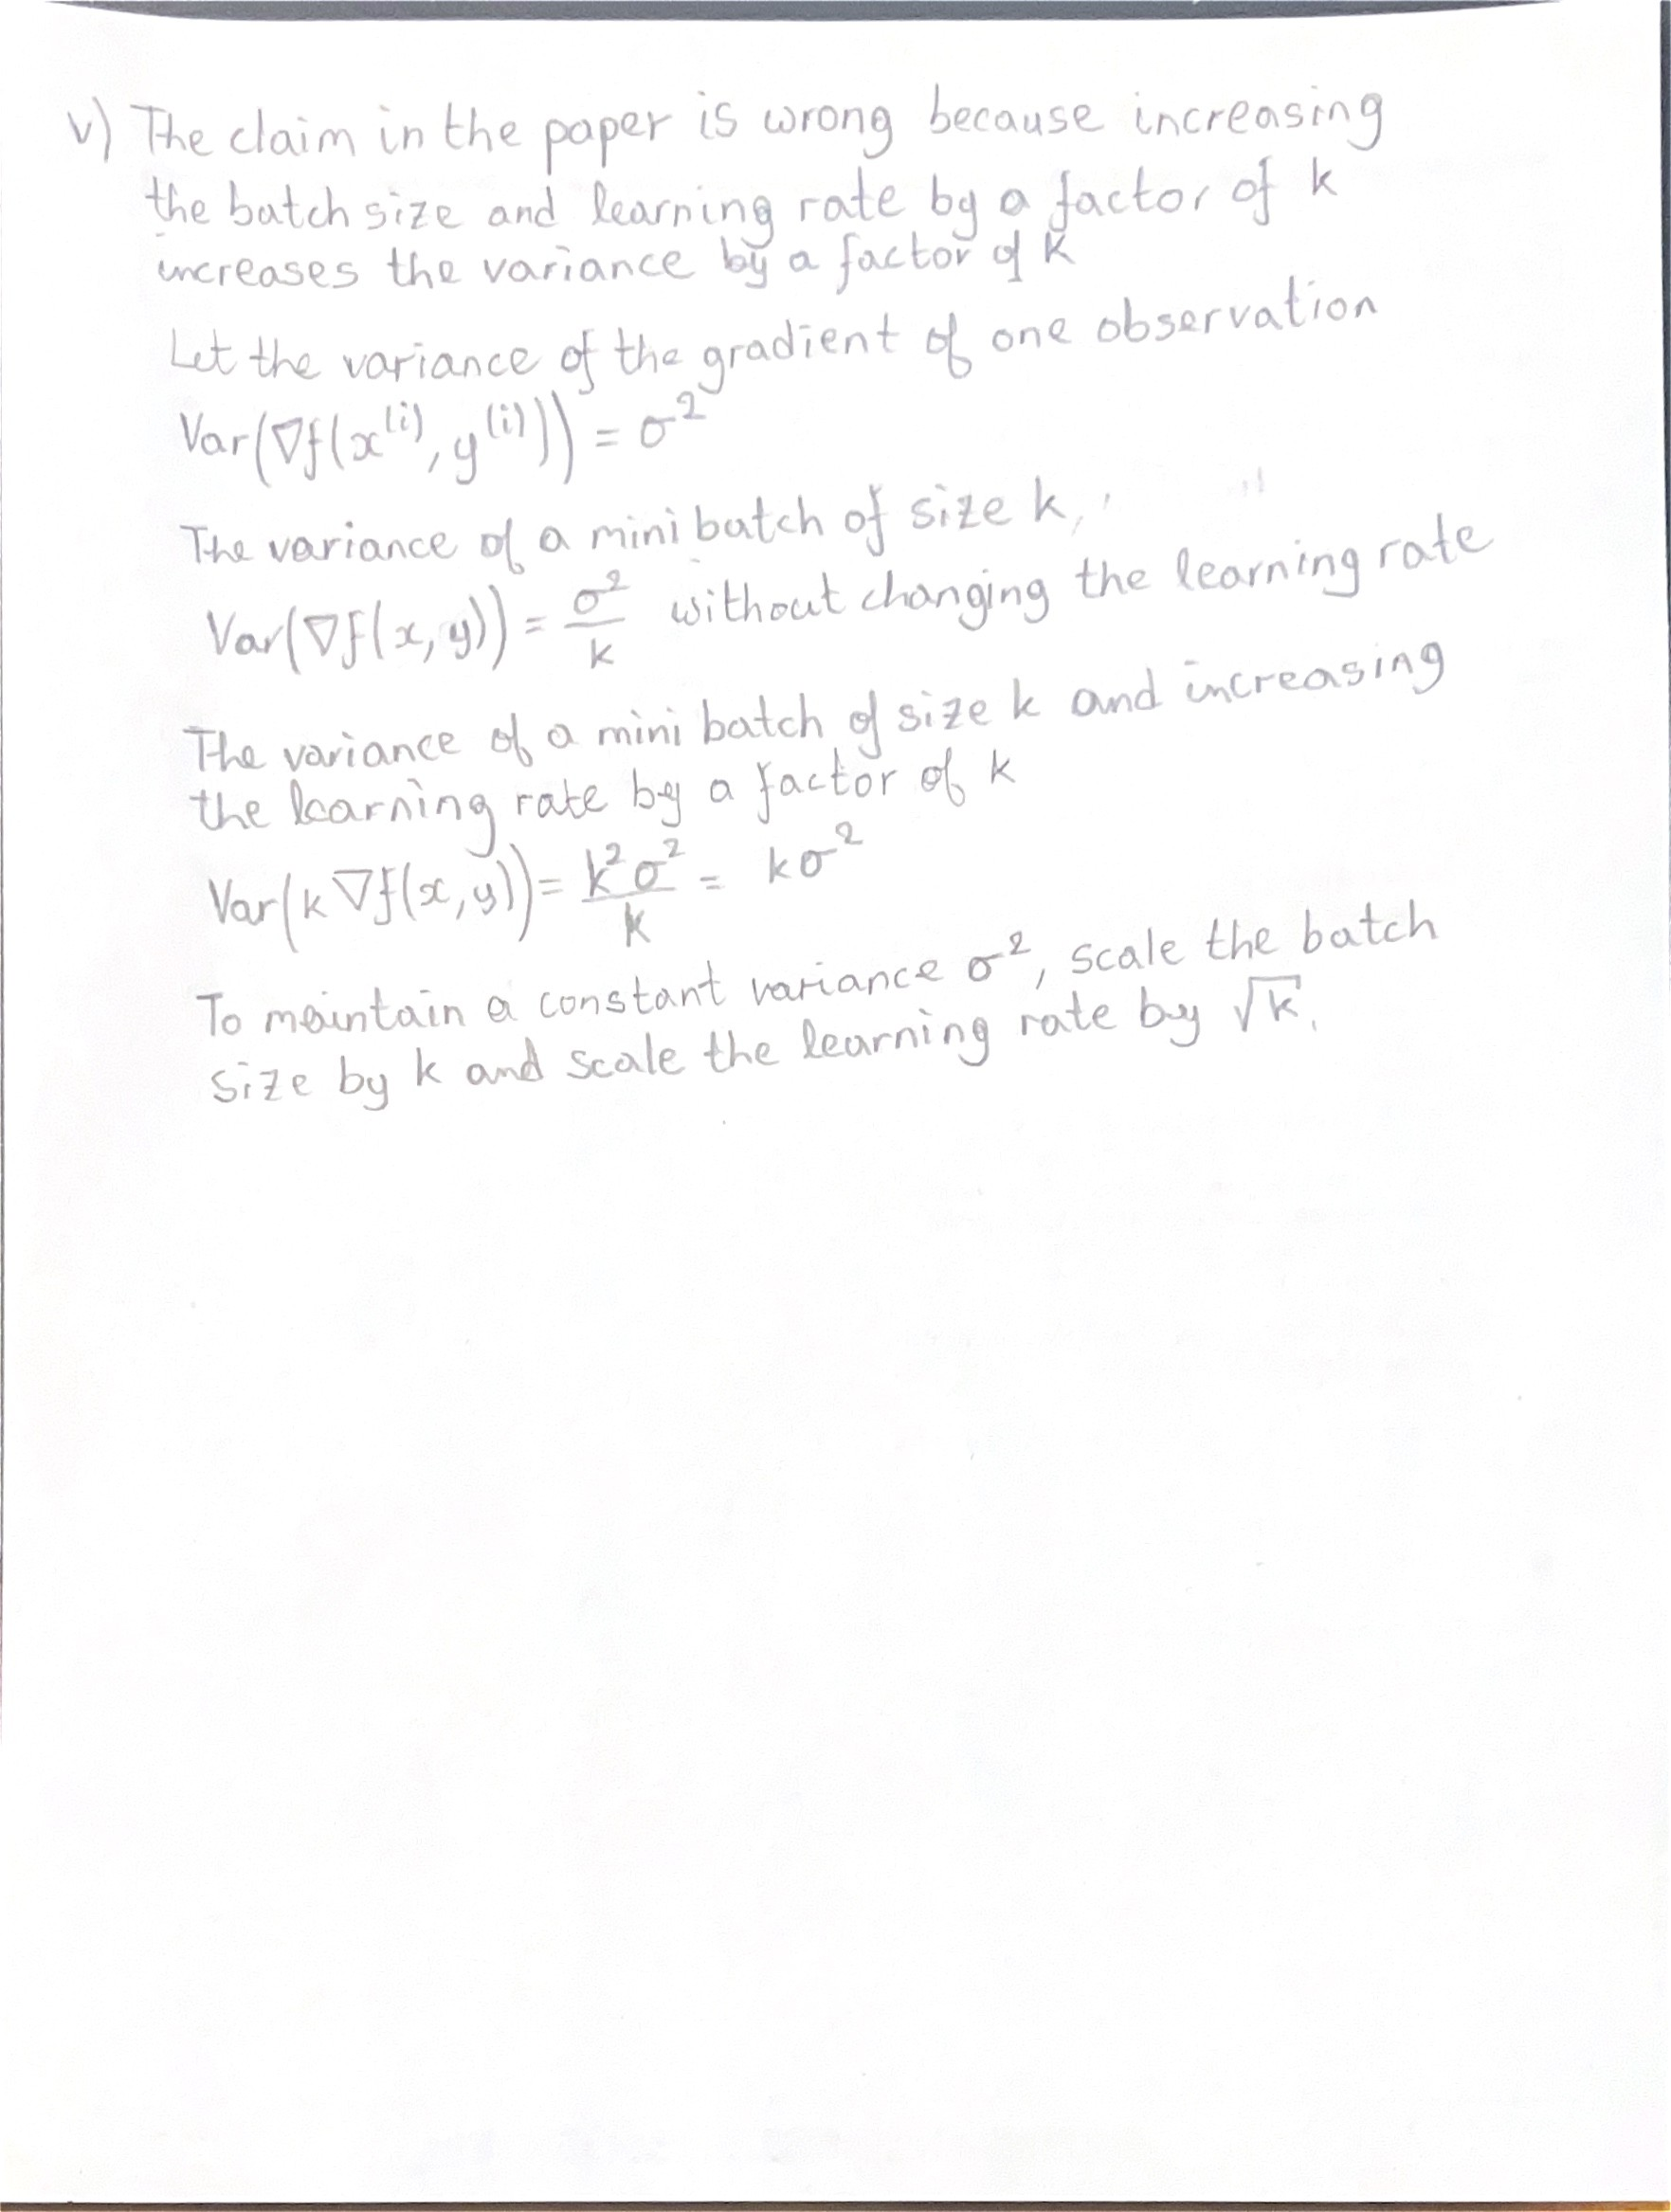 v) The claim in the paper is wrong because increasing
the batch size and learning rate by a factor of k
increases the variance by a factor of k
Let the variance of the gradient of one observation
Var(∇f(x⁽ⁱ⁾, y⁽ⁱ⁾)) = σ²
The variance of a mini batch of size k,
Var(∇f(x, y)) = σ²/k without changing the learning rate
The variance of a mini batch of size k and increasing
the learning rate by a factor of k
Var(k ∇f(x, y)) = k²σ²/k = kσ²
To maintain a constant variance σ², scale the batch
size by k and scale the learning rate by √k.